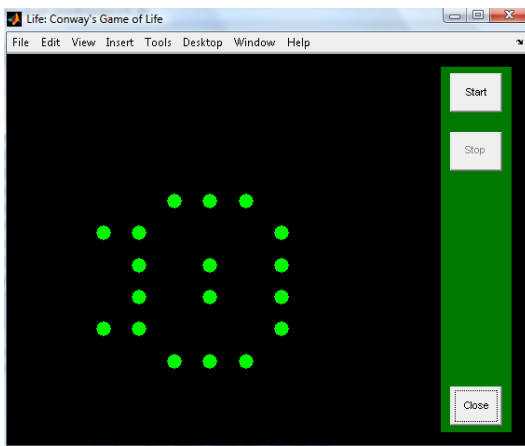 Life: Conway's Game of Life
File Edit View Insert Tools Desktop Window Help
Start
Stop
Close